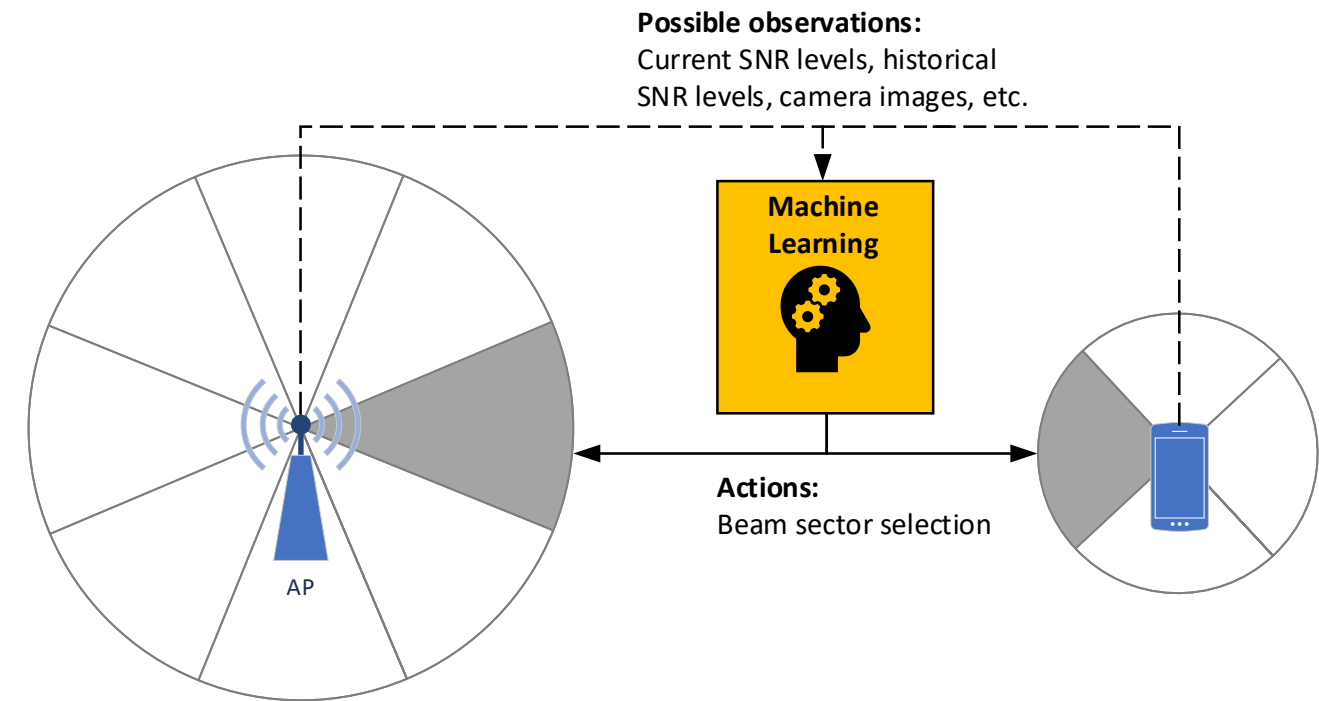 Possible observations:
Current SNR levels, historical
SNR levels, camera images, etc.
Machine
Learning
Actions:
Beam sector selection
AP